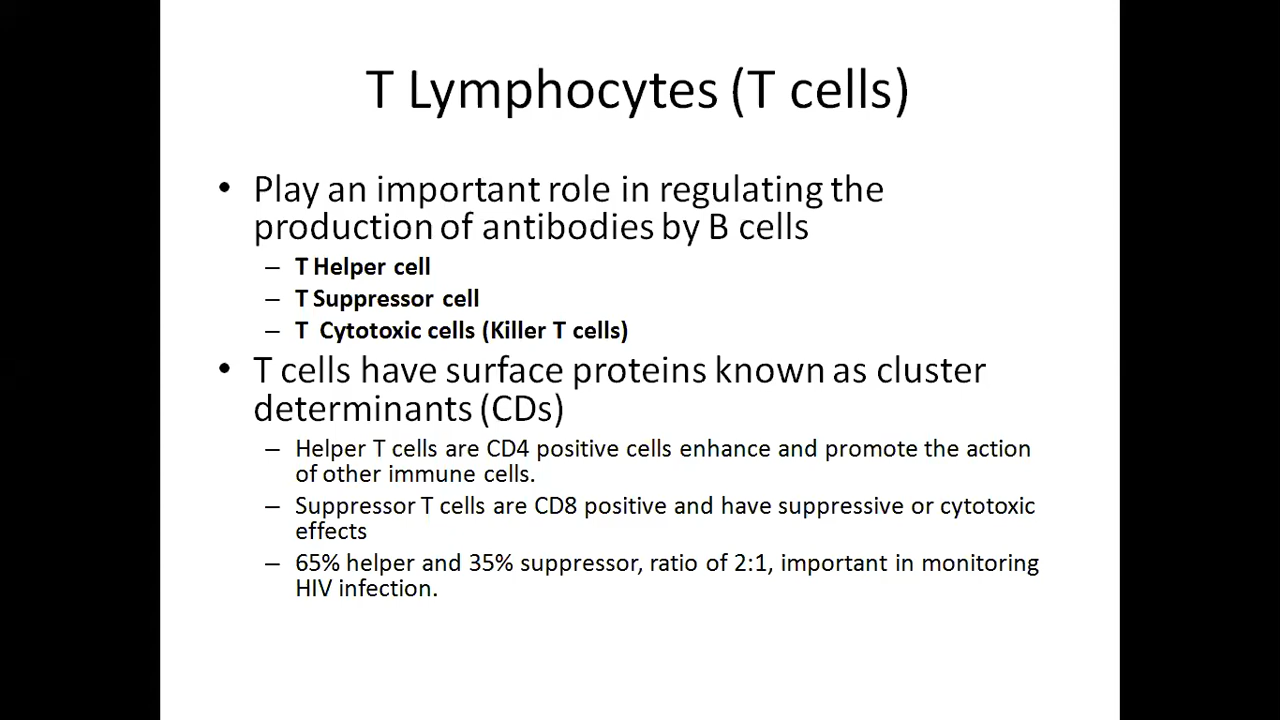 T Lymphocytes (T cells)
• Play an important role in regulating the
production of antibodies by B cells
– T Helper cell
– T Suppressor cell
– T Cytotoxic cells (Killer T cells)
• T cells have surface proteins known as cluster
determinants (CDs)
– Helper T cells are CD4 positive cells enhance and promote the action
of other immune cells.
– Suppressor T cells are CD8 positive and have suppressive or cytotoxic
effects
– 65% helper and 35% suppressor, ratio of 2:1, important in monitoring
HIV infection.